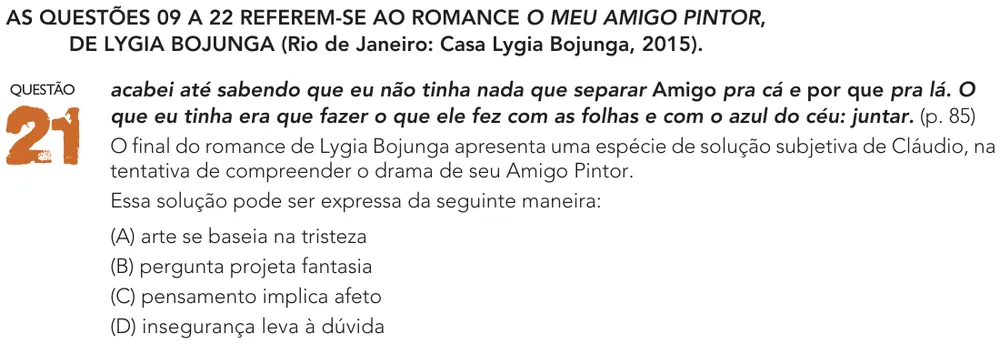 AS QUESTÕES 09 A 22 REFEREM-SE AO ROMANCE O MEU AMIGO PINTOR,
DE LYGIA BOJUNGA (Rio de Janeiro: Casa Lygia Bojunga, 2015).
QUESTÃO
21
acabei até sabendo que eu não tinha nada que separar Amigo pra cá e por que pra lá. O
que eu tinha era que fazer o que ele fez com as folhas e com o azul do céu: juntar. (p. 85)
O final do romance de Lygia Bojunga apresenta uma espécie de solução subjetiva de Cláudio, na
tentativa de compreender o drama de seu Amigo Pintor.
Essa solução pode ser expressa da seguinte maneira:
(A) arte se baseia na tristeza
(B) pergunta projeta fantasia
(C) pensamento implica afeto
(D) insegurança leva à dúvida